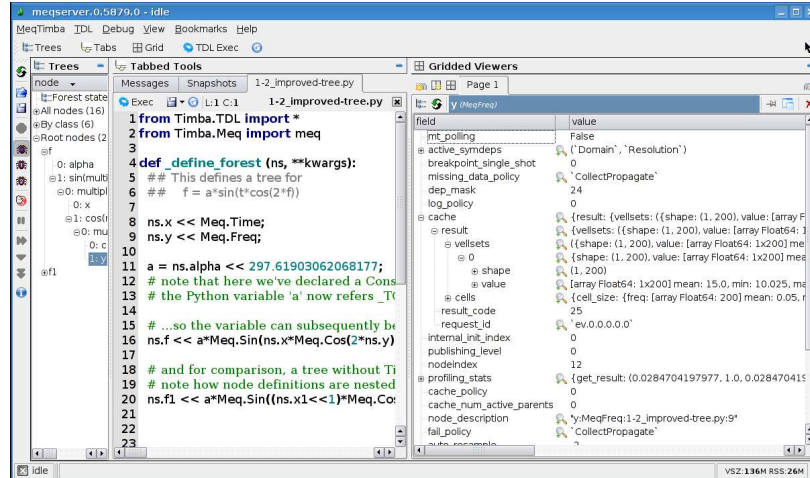 meqserver.0.5879.0 - idle
MeqTimba TDL Debug View Bookmarks Help
Trees Tabs Grid TDL Exec
Trees
node
Forest state
All nodes (16)
By class (6)
Root nodes (2
f
0: alpha
1: sin(multi
0: multipl
0: x
1: cos(r
0: mu
0: c
1: y
f1
Tabbed Tools
Messages Snapshots 1-2_improved-tree.py
Exec L:1 C:1 1-2_improved-tree.py
1 from Timba.TDL import *
2 from Timba.Meq import meq
3
4 def _define_forest (ns, **kwargs):
5 ## This defines a tree for
6 ## f = a*sin(t*cos(2*f))
7
8 ns.x << Meq.Time;
9 ns.y << Meq.Freq;
10
11 a = ns.alpha << 297.61903062068177;
12 # note that here we've declared a Cons
13 # the Python variable 'a' now refers _TO
14
15 # ...so the variable can subsequently be
16 ns.f << a*Meq.Sin(ns.x*Meq.Cos(2*ns.y)
17
18 # and for comparison, a tree without Ti
19 # note how node definitions are nested
20 ns.f1 << a*Meq.Sin((ns.x1<<1)*Meq.Cos
21
22
23
Gridded Viewers
Page 1
y (MeqFreq)
field value
mt_polling False
active_symdeps (`Domain`, `Resolution`)
breakpoint_single_shot 0
missing_data_policy `CollectPropagate`
dep_mask 24
log_policy 0
cache {result: {vellsets: ({shape: (1, 200), value: [array F
result {vellsets: ({shape: (1, 200), value: [array Float64: 1
vellsets ({shape: (1, 200), value: [array Float64: 1x200] me
0 {shape: (1, 200), value: [array Float64: 1x200] mea
shape (1, 200)
value [array Float64: 1x200] mean: 15.0, min: 10.025, ma
cells {cell_size: {freq: [array Float64: 200] mean: 0.05, r
result_code 25
request_id `ev.0.0.0.0.0`
internal_init_index 0
publishing_level 0
nodeindex 12
profiling_stats {get_result: (0.0284704197977, 1.0, 0.028470419
cache_policy 0
cache_num_active_parents 0
node_description "y:MeqFreq:1-2_improved-tree.py:9"
fail_policy `CollectPropagate`
auto_resample
idle
VSZ:136M RSS:26M